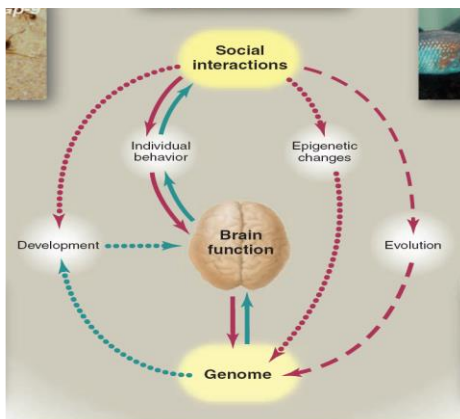 Social
interactions
Individual
behavior
Epigenetic
changes
Development
Brain
function
Evolution
Genome